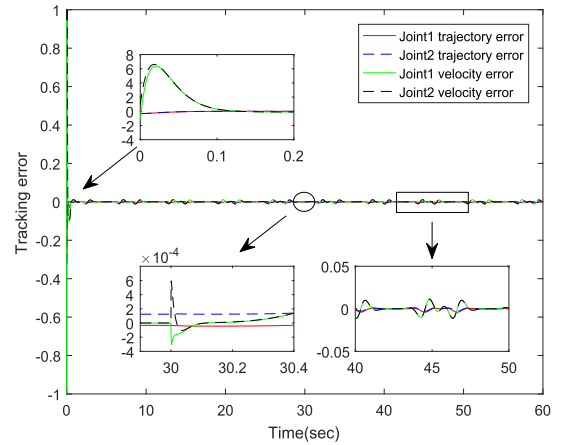 1
0.8
0.6
0.4
0.2
0
-0.2
-0.4
-0.6
-0.8
-1
Tracking error
0 10 20 30 40 50 60
Time(sec)
Joint1 trajectory error
Joint2 trajectory error
Joint1 velocity error
Joint2 velocity error
8
6
4
2
0
-2
-4
0 0.1 0.2
×10-4
8
6
4
2
0
-2
-4
30 30.2 30.4
0.05
0
-0.05
40 45 50